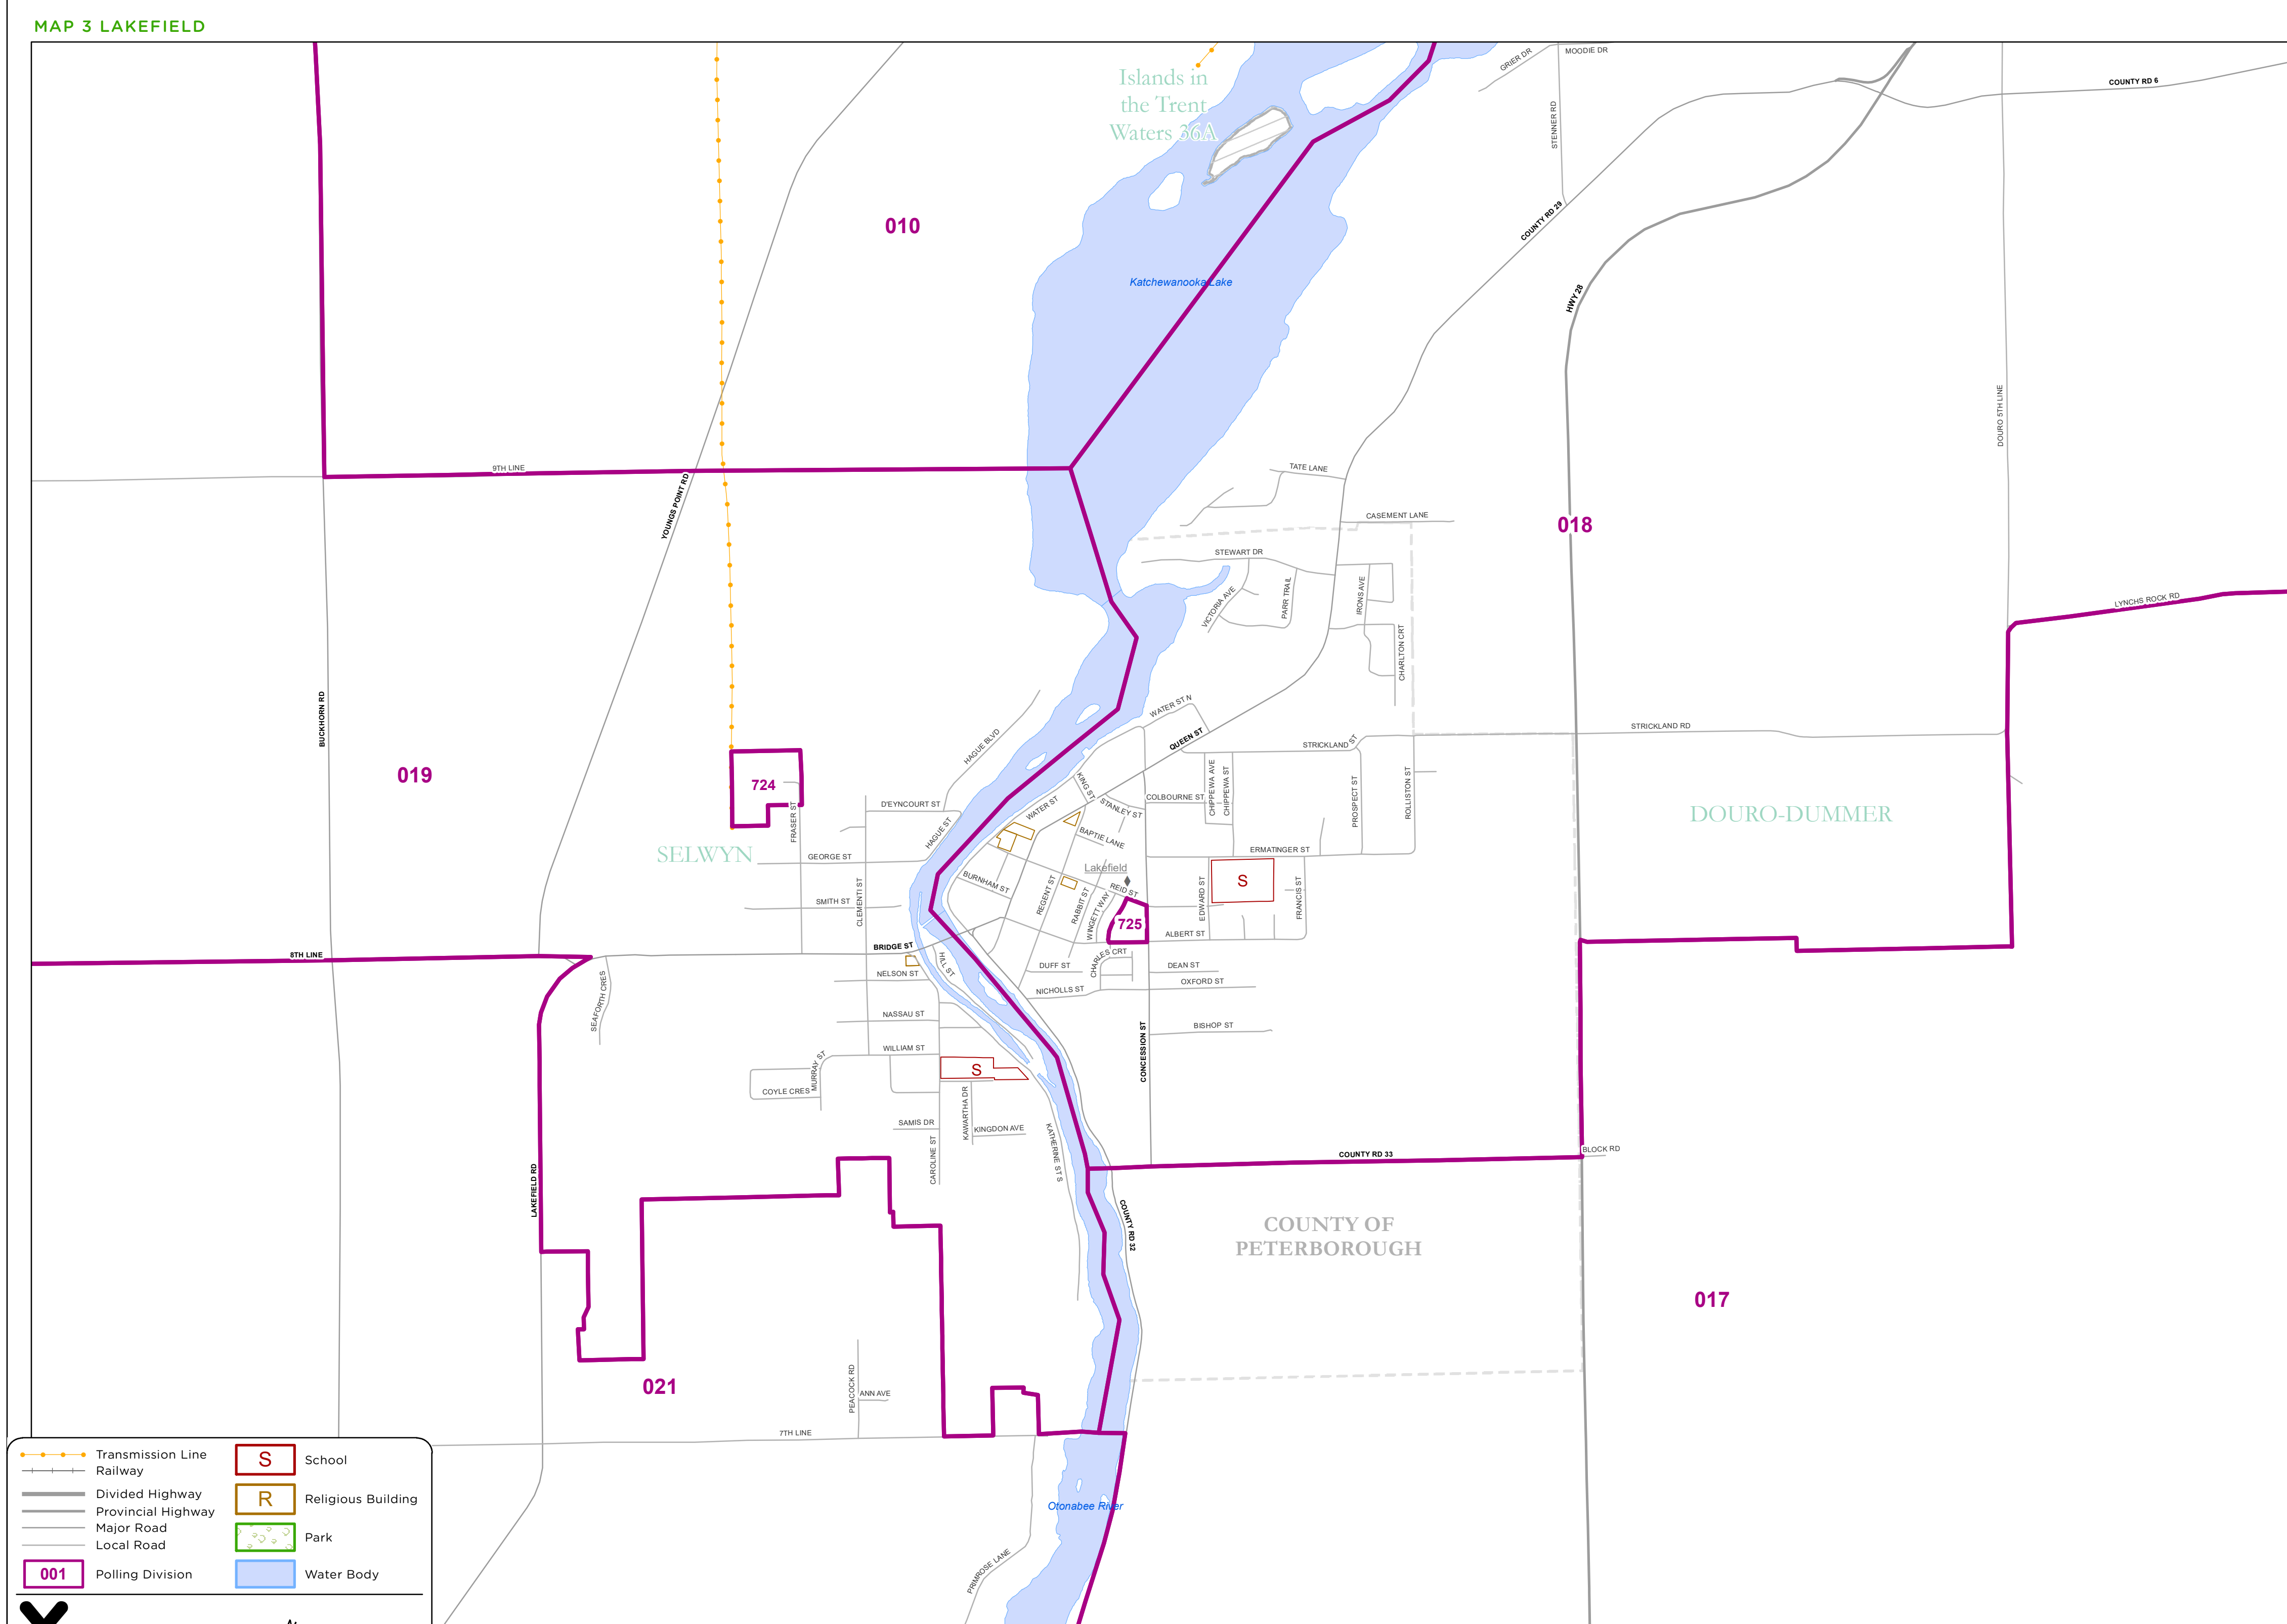 MAP 3 LAKEFIELD
GRIER DR
MOODIE DR
COUNTY RD 6
Islands in
the Trent
Waters 36A
STENNER RD
COUNTY RD 29
010
Katchewanooka Lake
HWY 28
DOURO 5TH LINE
9TH LINE
YOUNGS POINT RD
TATE LANE
CASEMENT LANE
018
STEWART DR
VICTORIA AVE
PARR TRAIL
IRONS AVE
CHARLTON CRT
LYNCHS ROCK RD
BUCKHORN RD
WATER ST N
QUEEN ST
STRICKLAND ST
STRICKLAND RD
HAGUE BLVD
019
724
FRASER ST
D'EYNCOURT ST
HAGUE ST
KING ST
WATER ST
STANLEY ST
COLBOURNE ST
CHIPPEWA AVE
CHIPPEWA ST
PROSPECT ST
ROLLISTON ST
DOURO-DUMMER
BAPTIE LANE
SELWYN
GEORGE ST
ERMATINGER ST
Lakefield
BURNHAM ST
REGENT ST
RABBIT ST
WINGETT WAY
REID ST
EDWARD ST
S
FRANCIS ST
SMITH ST
CLEMENTI ST
725
ALBERT ST
8TH LINE
BRIDGE ST
HILL ST
NELSON ST
DUFF ST
CHARLES CRT
DEAN ST
NICHOLLS ST
OXFORD ST
SEAFORTH CRES
NASSAU ST
BISHOP ST
CONCESSION ST
WILLIAM ST
MURRAY ST
S
COYLE CRES
SAMIS DR
KAWARTHA DR
KINGDON AVE
CAROLINE ST
KATHERINE ST S
COUNTY RD 33
BLOCK RD
LAKEFIELD RD
COUNTY RD 32
COUNTY OF
PETERBOROUGH
017
021
PEACOCK RD
ANN AVE
7TH LINE
Otonabee River
PRIMROSE LANE
Transmission Line
Railway
Divided Highway
Provincial Highway
Major Road
Local Road
001
Polling Division
S
School
R
Religious Building
Park
Water Body